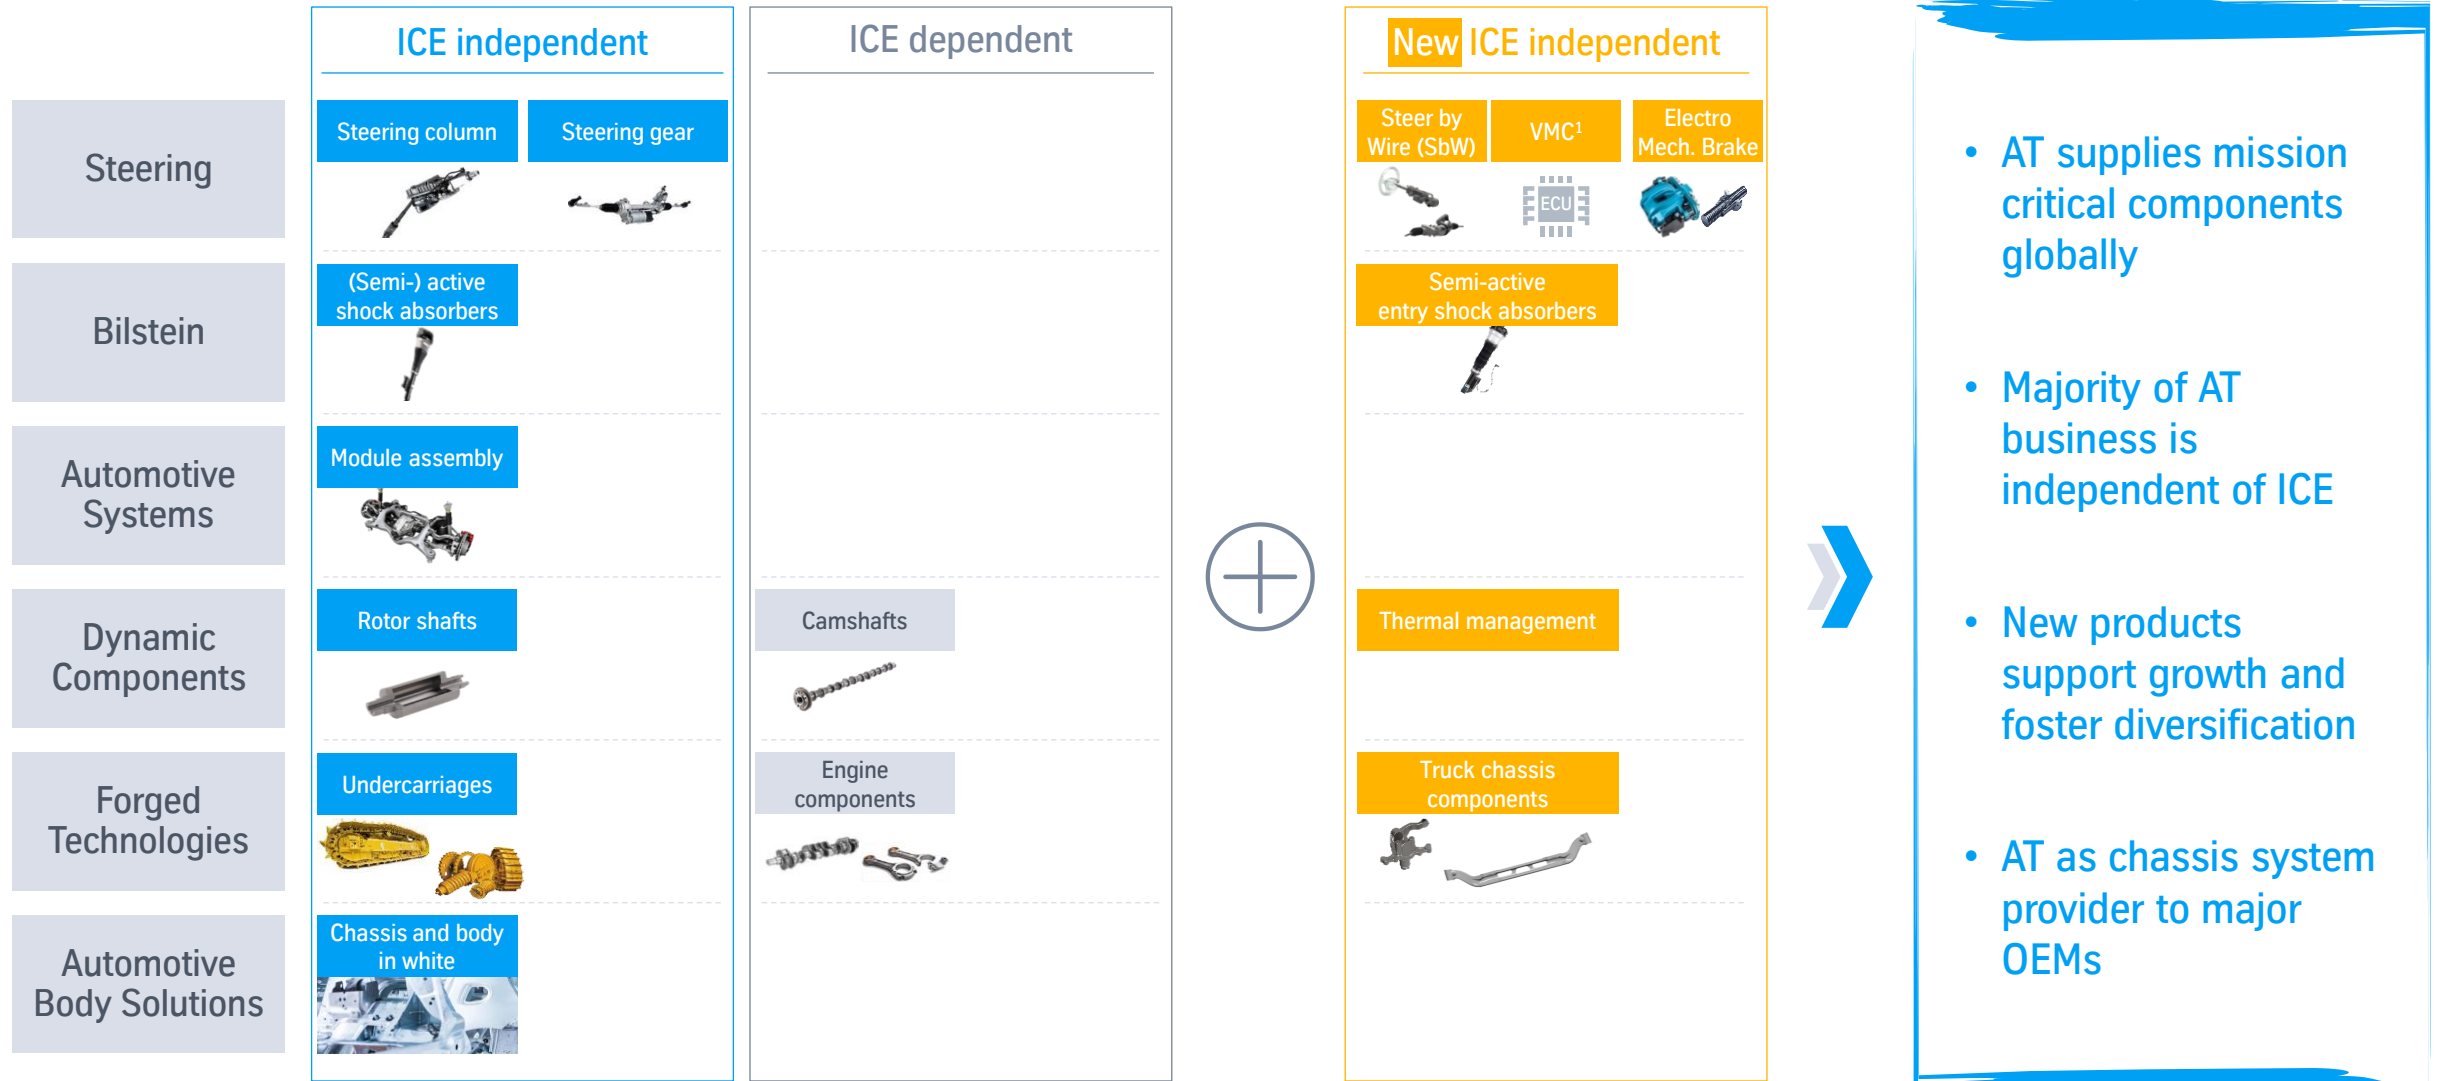 ICE independent
ICE dependent
New ICE independent
Steering
Steering column
Steering gear
Steer by
Wire (SbW)
VMC¹
Electro
Mech. Brake
ECU
Bilstein
(Semi-) active
shock absorbers
Semi-active
entry shock absorbers
Automotive
Systems
Module assembly
Dynamic
Components
Rotor shafts
Camshafts
Thermal management
Forged
Technologies
Undercarriages
Engine
components
Truck chassis
components
Automotive
Body Solutions
Chassis and body
in white
• AT supplies mission
critical components
globally
• Majority of AT
business is
independent of ICE
• New products
support growth and
foster diversification
• AT as chassis system
provider to major
OEMs